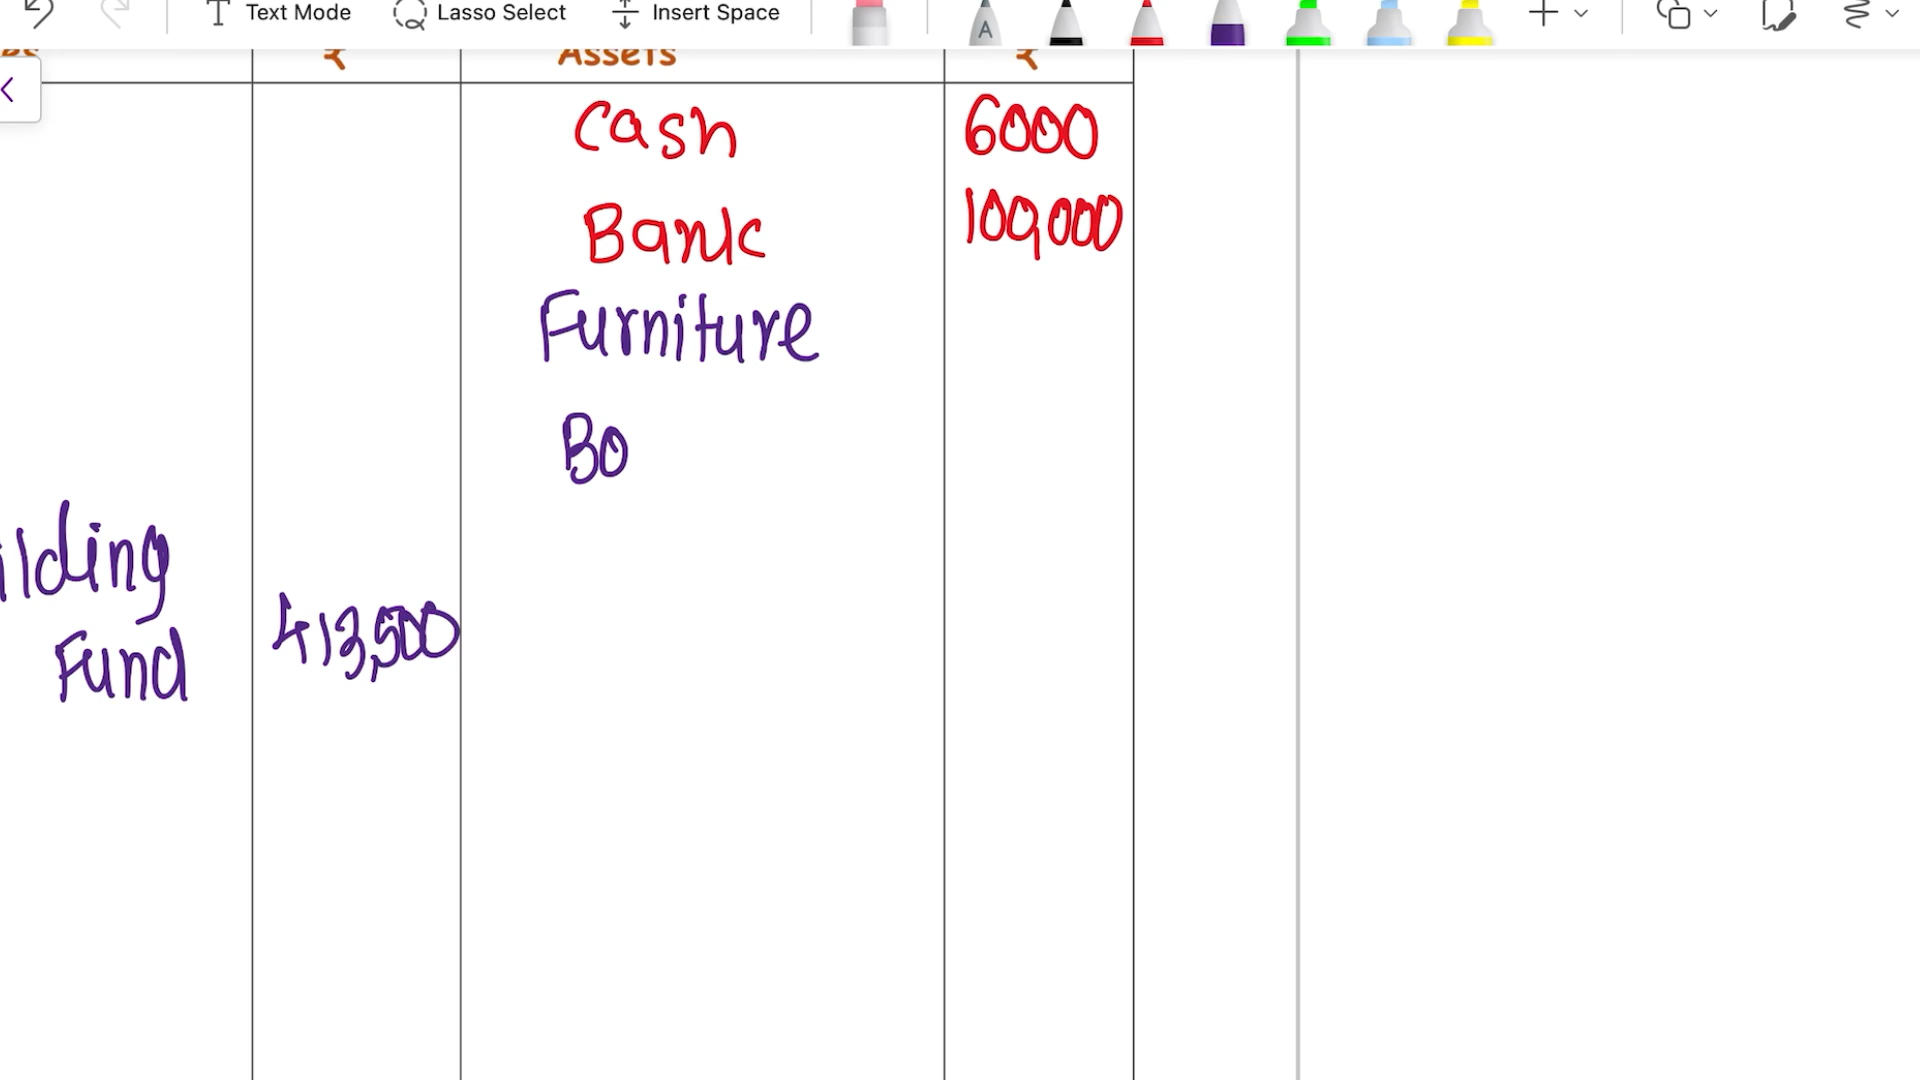 Text Mode Lasso Select Insert Space
A
₹ Assets ₹
Cash 6000
Bank 100,000
Furniture
Bo
ilding
Fund 413,500